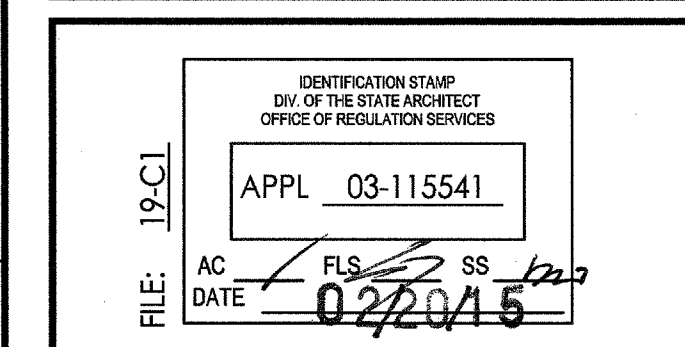 IDENTIFICATION STAMP
DIV. OF THE STATE ARCHITECT
OFFICE OF REGULATION SERVICES
APPL 03-115541
AC FLS SS
DATE 02/20/15
FILE: 19-C1